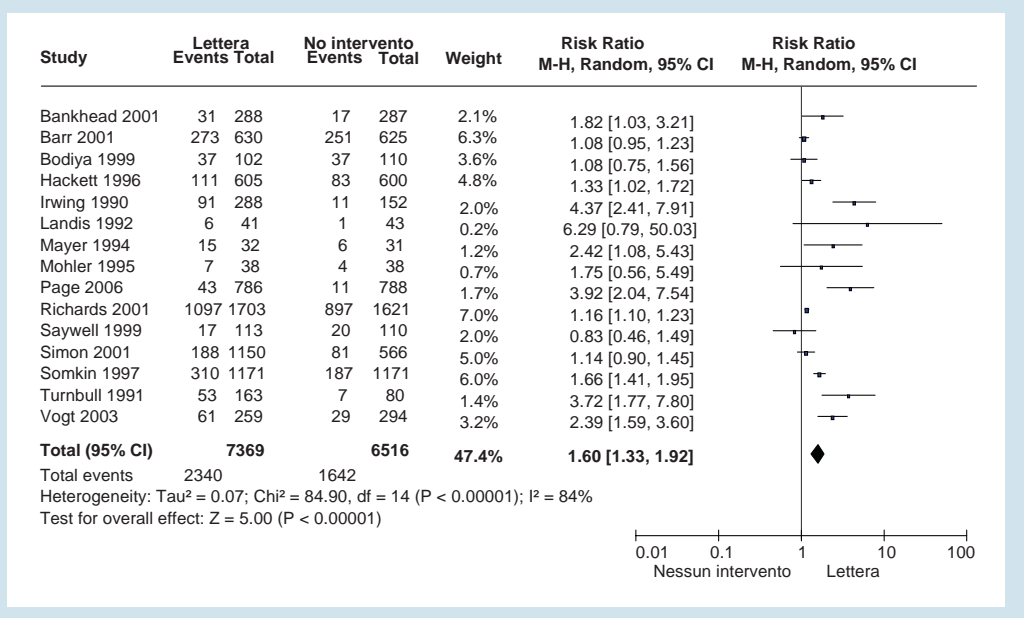 Lettera No intervento Risk Ratio Risk Ratio
Study Events Total Events Total Weight M-H, Random, 95% CI M-H, Random, 95% CI
Bankhead 2001 31 288 17 287 2.1% 1.82 [1.03, 3.21]
Barr 2001 273 630 251 625 6.3% 1.08 [0.95, 1.23]
Bodiya 1999 37 102 37 110 3.6% 1.08 [0.75, 1.56]
Hackett 1996 111 605 83 600 4.8% 1.33 [1.02, 1.72]
Irwing 1990 91 288 11 152 2.0% 4.37 [2.41, 7.91]
Landis 1992 6 41 1 43 0.2% 6.29 [0.79, 50.03]
Mayer 1994 15 32 6 31 1.2% 2.42 [1.08, 5.43]
Mohler 1995 7 38 4 38 0.7% 1.75 [0.56, 5.49]
Page 2006 43 786 11 788 1.7% 3.92 [2.04, 7.54]
Richards 2001 1097 1703 897 1621 7.0% 1.16 [1.10, 1.23]
Saywell 1999 17 113 20 110 2.0% 0.83 [0.46, 1.49]
Simon 2001 188 1150 81 566 5.0% 1.14 [0.90, 1.45]
Somkin 1997 310 1171 187 1171 6.0% 1.66 [1.41, 1.95]
Turnbull 1991 53 163 7 80 1.4% 3.72 [1.77, 7.80]
Vogt 2003 61 259 29 294 3.2% 2.39 [1.59, 3.60]
Total (95% CI) 7369 6516 47.4% 1.60 [1.33, 1.92]
Total events 2340 1642
Heterogeneity: Tau² = 0.07; Chi² = 84.90, df = 14 (P < 0.00001); I² = 84%
Test for overall effect: Z = 5.00 (P < 0.00001)
0.01 0.1 1 10 100
Nessun intervento Lettera